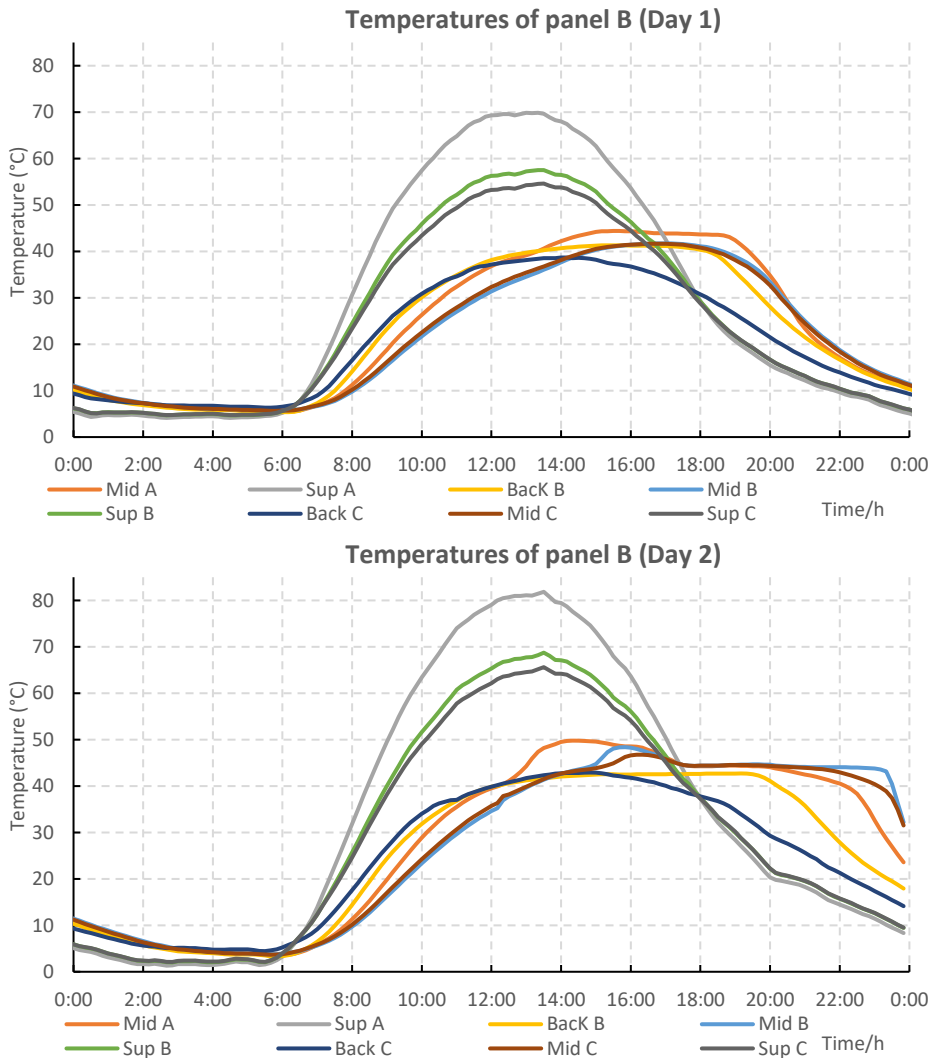 Temperatures of panel B (Day 1)
Temperature (°C)
80
70
60
50
40
30
20
10
0
0:00 2:00 4:00 6:00 8:00 10:00 12:00 14:00 16:00 18:00 20:00 22:00 0:00
Mid A Sup A BacK B Mid B
Sup B Back C Mid C Sup C Time/h
Temperatures of panel B (Day 2)
Temperature (°C)
80
70
60
50
40
30
20
10
0
0:00 2:00 4:00 6:00 8:00 10:00 12:00 14:00 16:00 18:00 20:00 22:00 0:00
Mid A Sup A BacK B Mid B
Sup B Back C Mid C Sup C Time/h